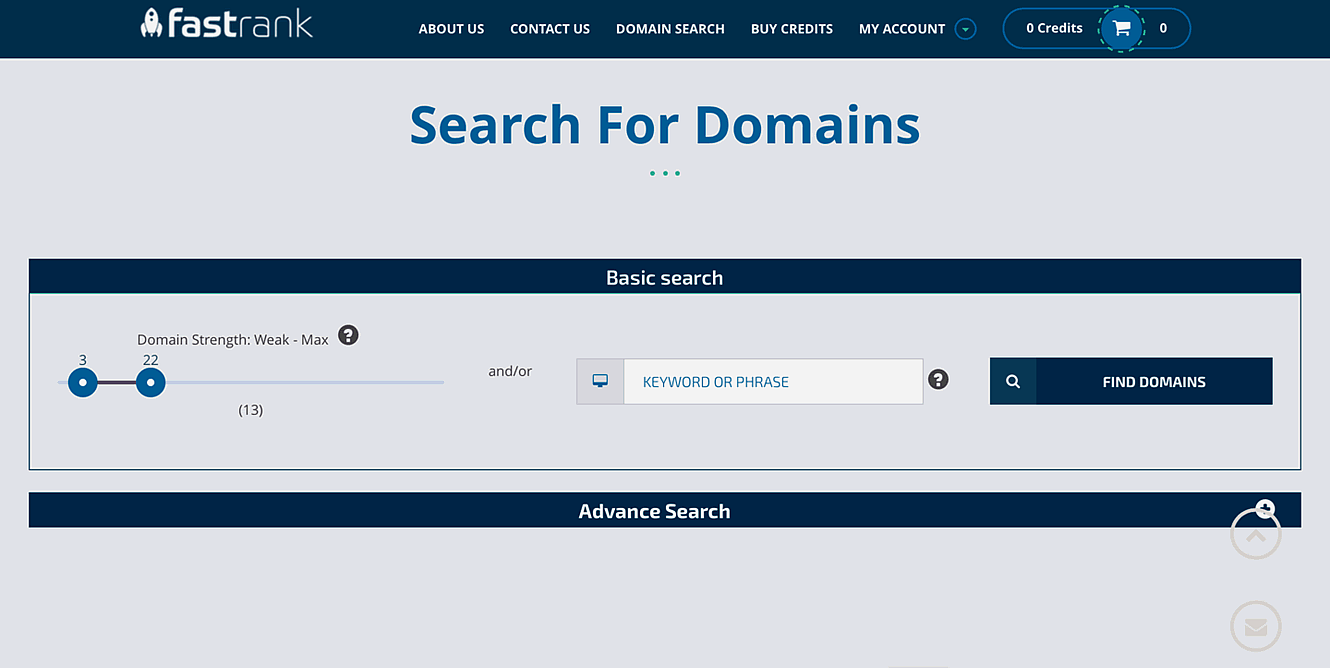 fastrank
ABOUT US
CONTACT US
DOMAIN SEARCH
BUY CREDITS
MY ACCOUNT
0 Credits
0
Search For Domains
Basic search
Domain Strength: Weak - Max ?
3
22
(13)
and/or
KEYWORD OR PHRASE
?
FIND DOMAINS
Advance Search